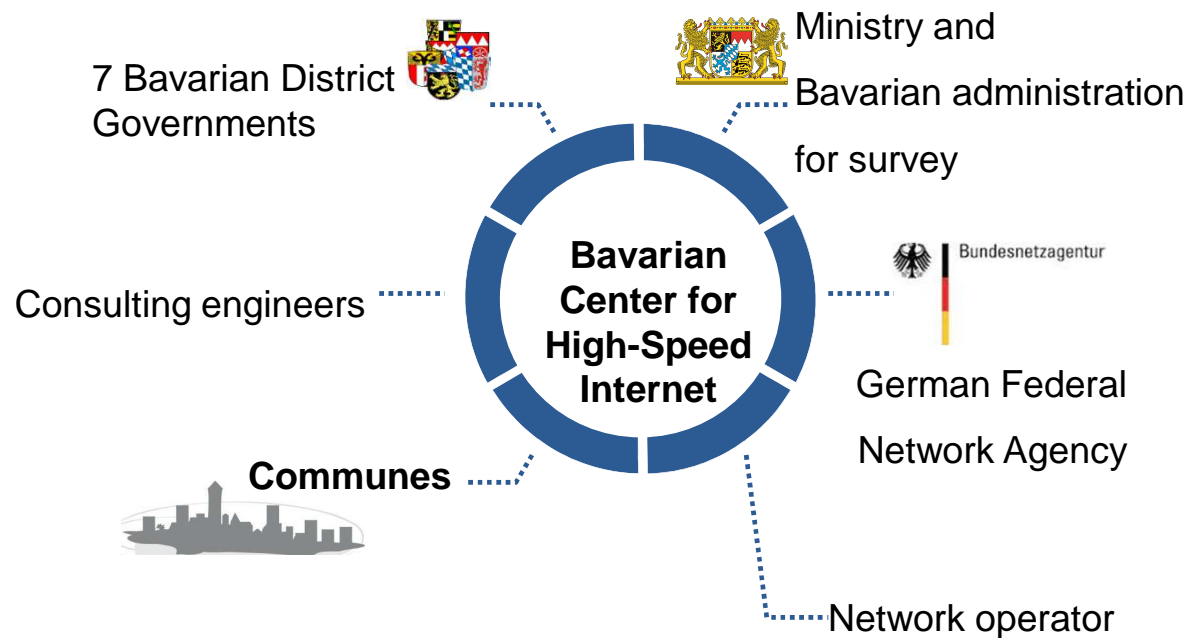 7 Bavarian District
Governments
Ministry and
Bavarian administration
for survey
Bavarian
Center for
High-Speed
Internet
Bundesnetzagentur
Consulting engineers
German Federal
Network Agency
Communes
Network operator